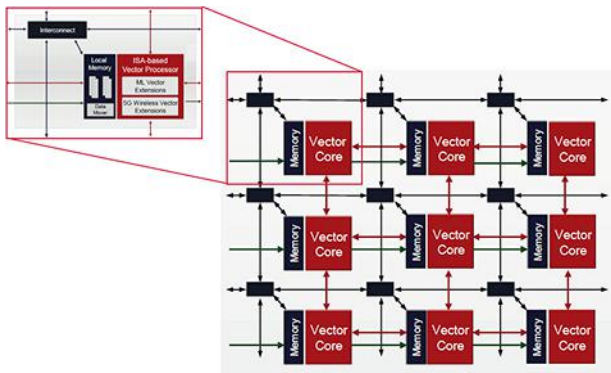 Interconnect
Local
Memory
Data
Mover
ISA-based
Vector Processor
ML Vector
Extensions
5G Wireless Vector
Extensions
Memory
Vector
Core
Memory
Vector
Core
Memory
Vector
Core
Memory
Vector
Core
Memory
Vector
Core
Memory
Vector
Core
Memory
Vector
Core
Memory
Vector
Core
Memory
Vector
Core